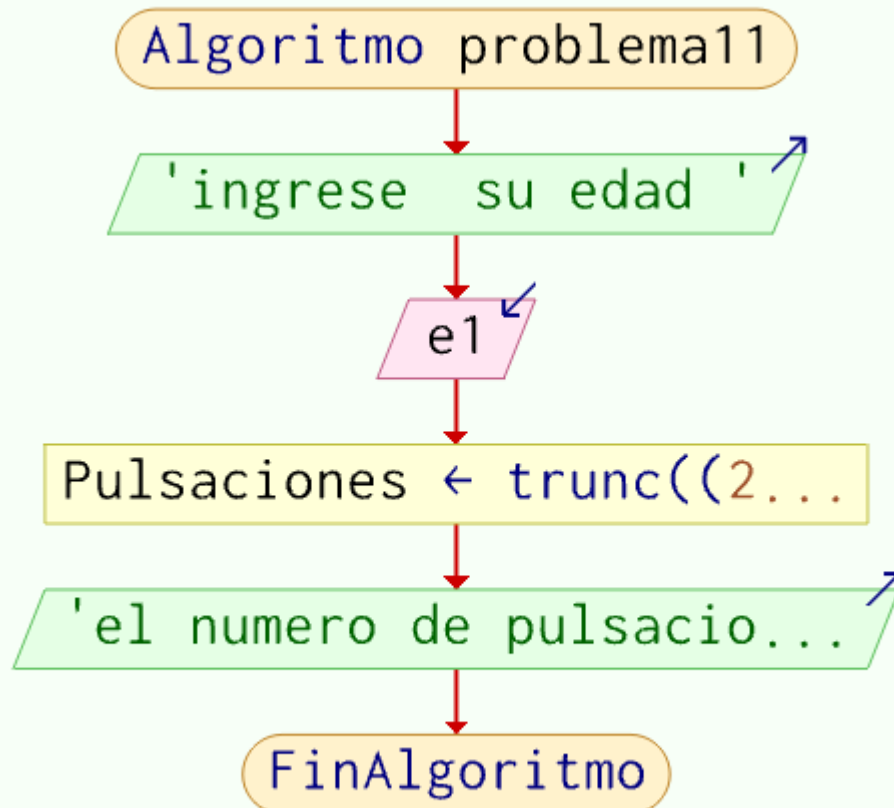 Algoritmo problema11
'ingrese  su edad '
e1
Pulsaciones ← trunc((2...
'el numero de pulsacio...
FinAlgoritmo